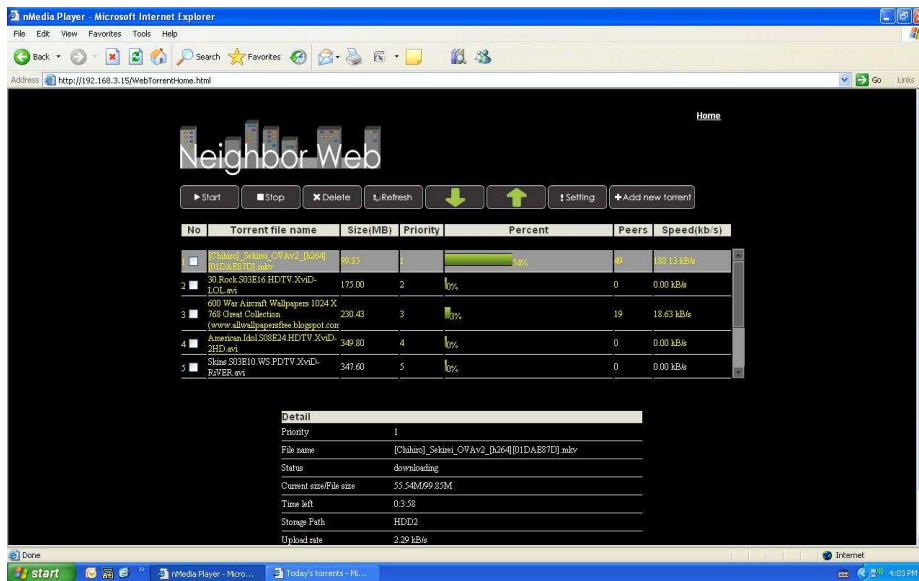 nMedia Player - Microsoft Internet Explorer
File Edit View Favorites Tools Help
Back Search Favorites
Address http://192.168.3.15/WebTorrentHome.html Go Links
Home
Neighbor Web
Start Stop Delete Refresh Setting Add new torrent
No Torrent file name Size(MB) Priority Percent Peers Speed(kb/s)
[Chihiro]_Sekirei_OVAv2_[h264]
1 99.85 1 54% 49 188.13 kB/s
[01DAE87D].mkv
30.Rock.S03E16.HDTV.XviD-
2 175.00 2 0% 0 0.00 kB/s
LOL.avi
600 War Aircraft Wallpapers 1024 X
3 768 Great Collection 230.43 3 3% 19 18.63 kB/s
(www.allwallpapersfree.blogspot.com
American.Idol.S08E24.HDTV.XviD-
4 349.80 4 0% 0 0.00 kB/s
2HD.avi
Skins.S03E10.WS.PDTV.XviD-
5 347.60 5 0% 0 0.00 kB/s
RiVER.avi
Detail
Priority 1
File name [Chihiro]_Sekirei_OVAv2_[h264][01DAE87D].mkv
Status downloading
Current size/File size 55.54M/99.85M
Time left 0:3:58
Storage Path HDD2
Upload rate 2.29 kB/s
Done Internet
start nMedia Player - Micro... Today's torrents - Mi... 4:03 PM